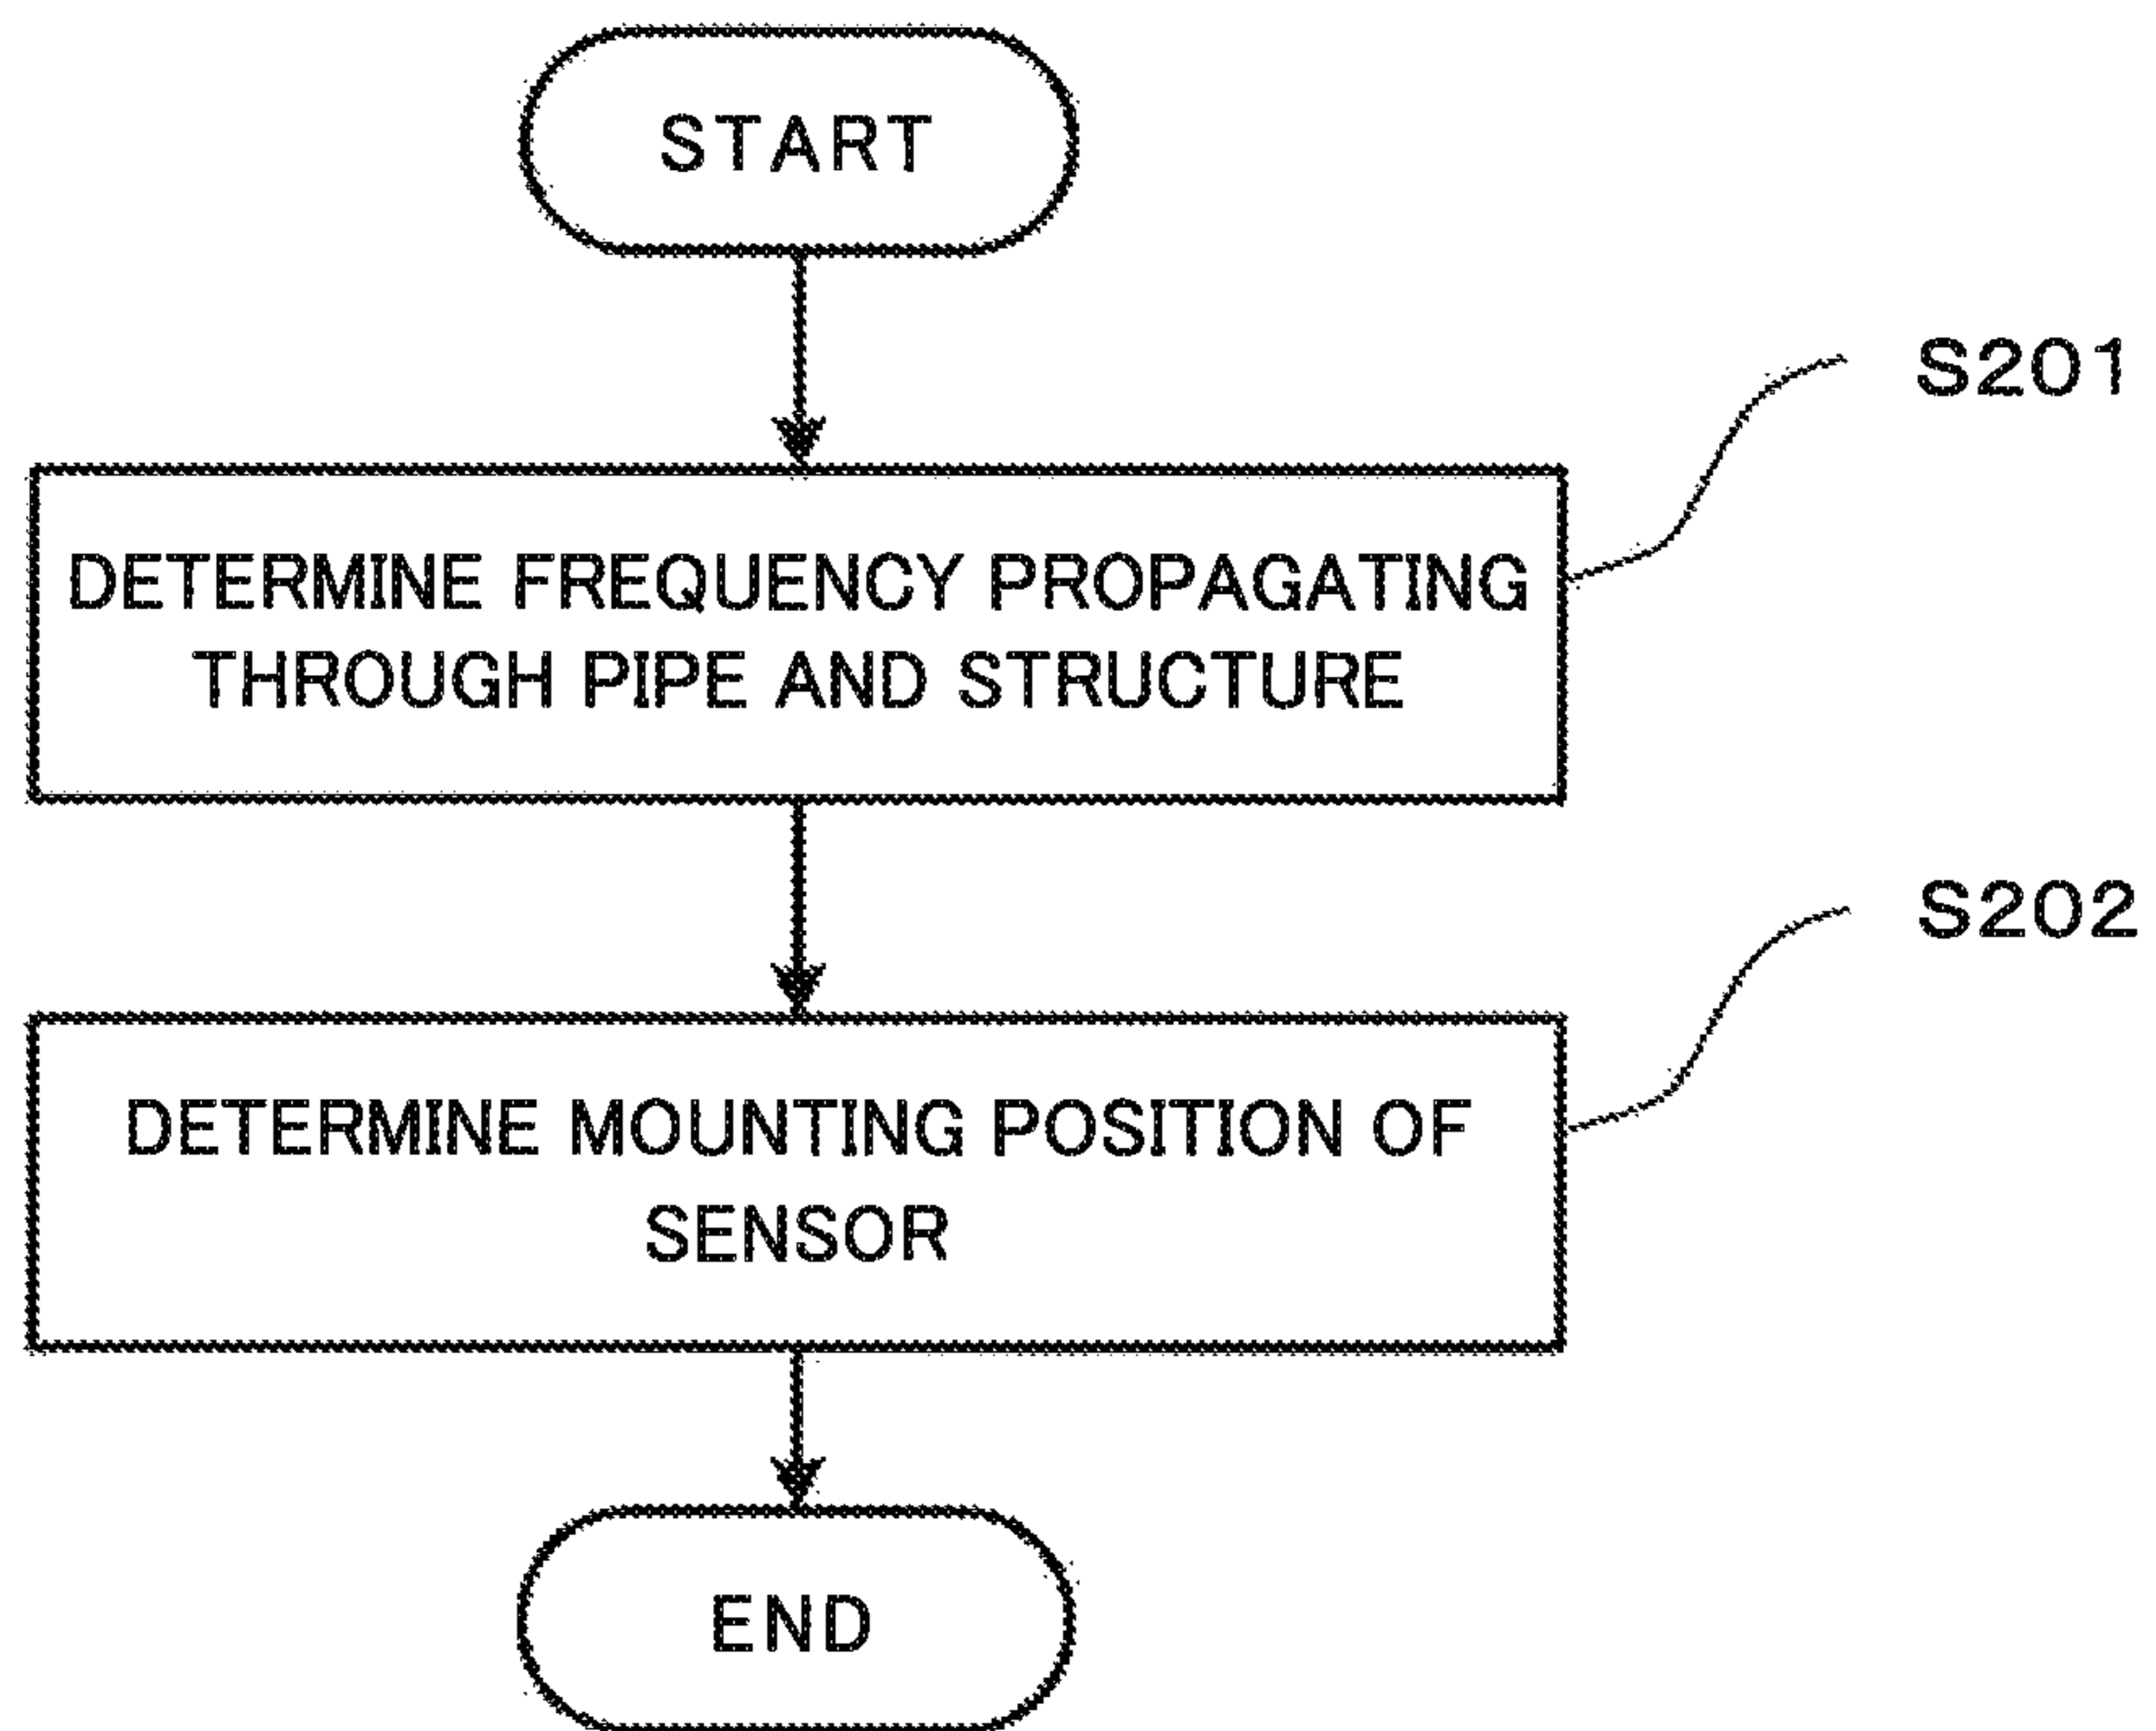 START
S201
DETERMINE FREQUENCY PROPAGATING
THROUGH PIPE AND STRUCTURE
S202
DETERMINE MOUNTING POSITION OF
SENSOR
END